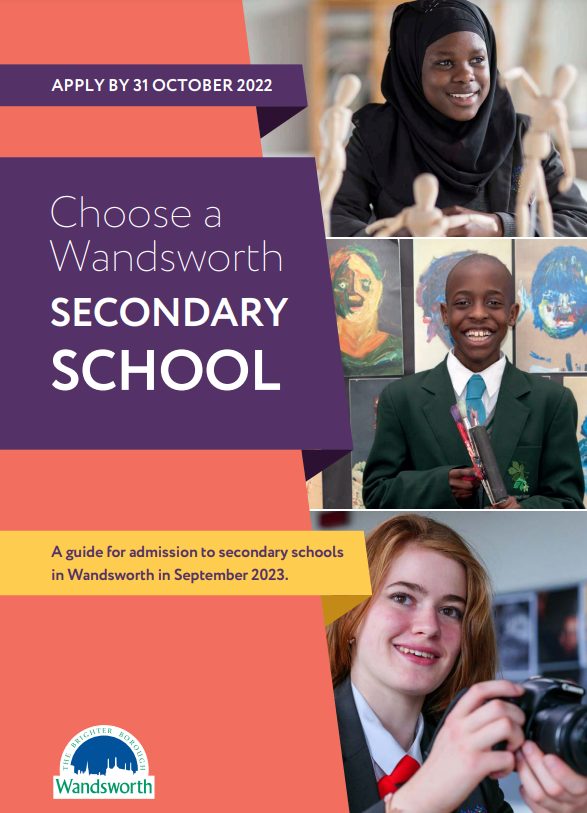 APPLY BY 31 OCTOBER 2022
Choose a
Wandsworth
SECONDARY
SCHOOL
A guide for admission to secondary schools
in Wandsworth in September 2023.
THE BRIGHTER BOROUGH
Wandsworth